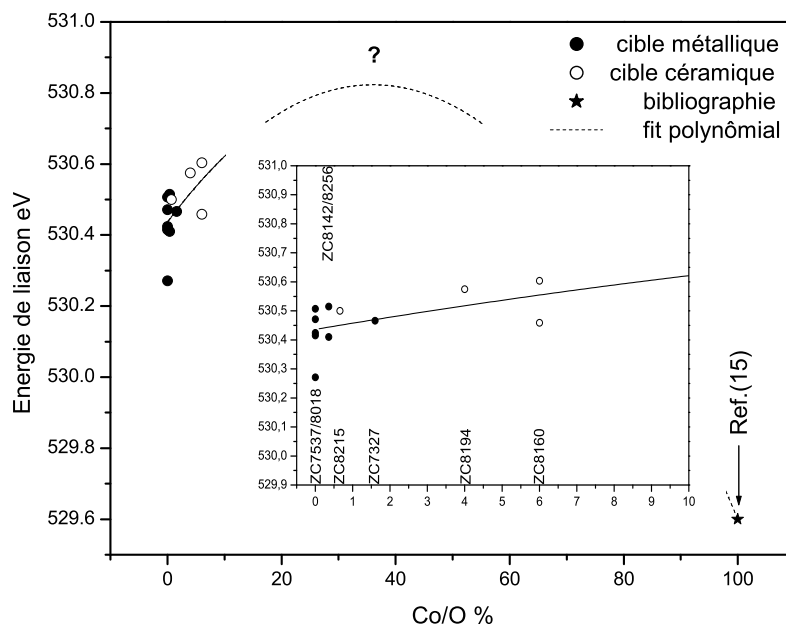 531.0
530.8
530.6
530.4
530.2
530.0
529.8
529.6
Energie de liaison eV
?
cible métallique
cible céramique
bibliographie
fit polynômial
531,0
530,9
530,8
530,7
530,6
530,5
530,4
530,3
530,2
530,1
530,0
529,9
ZC8142/8256
ZC7537/8018
ZC8215
ZC7327
ZC8194
ZC8160
0 1 2 3 4 5 6 7 8 9 10
Ref.(15)
0 20 40 60 80 100
Co/O %